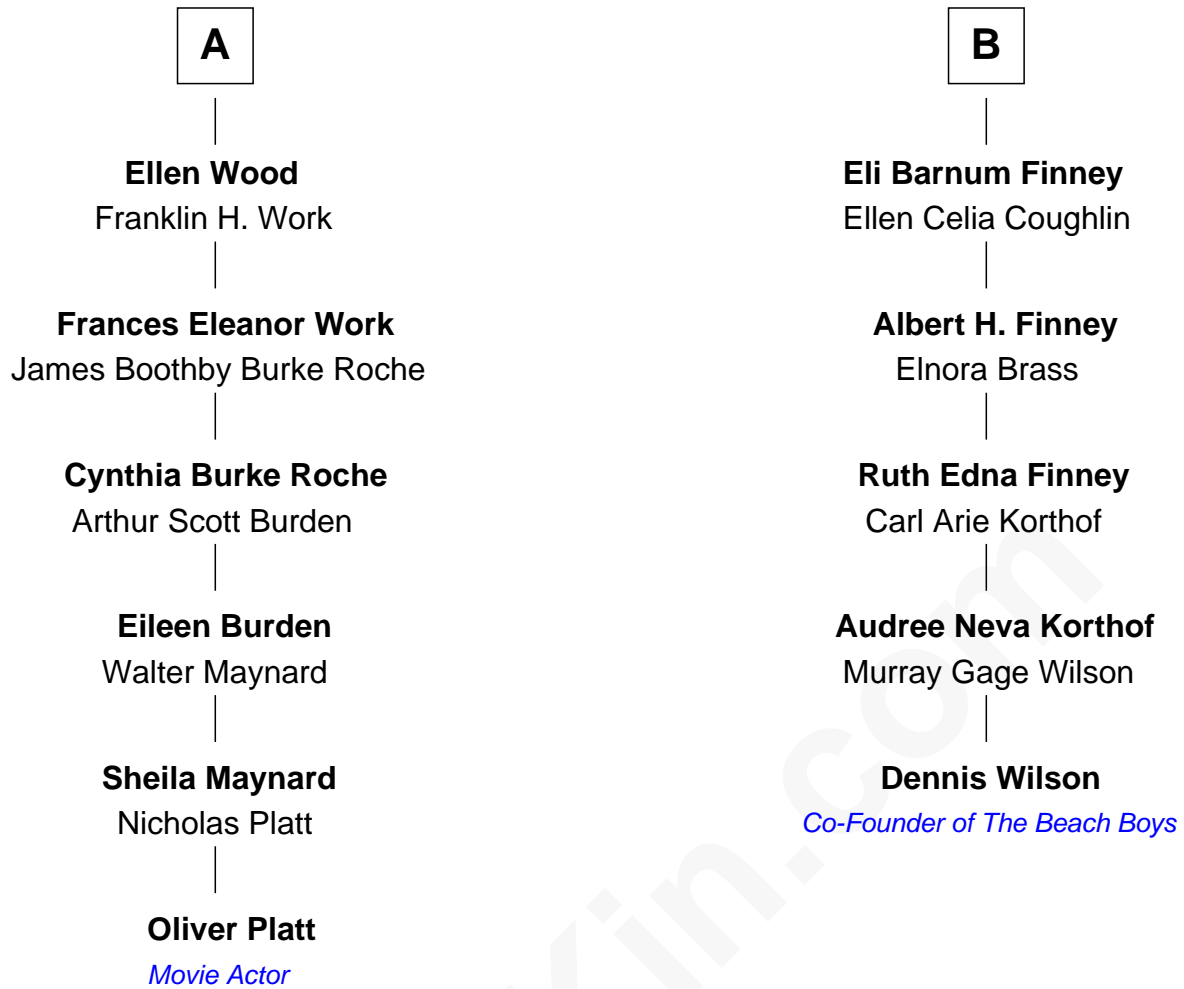 A
Ellen Wood
Franklin H. Work
Frances Eleanor Work
James Boothby Burke Roche
Cynthia Burke Roche
Arthur Scott Burden
Eileen Burden
Walter Maynard
Sheila Maynard
Nicholas Platt
Oliver Platt
Movie Actor
B
Eli Barnum Finney
Ellen Celia Coughlin
Albert H. Finney
Elnora Brass
Ruth Edna Finney
Carl Arie Korthof
Audree Neva Korthof
Murray Gage Wilson
Dennis Wilson
Co-Founder of The Beach Boys